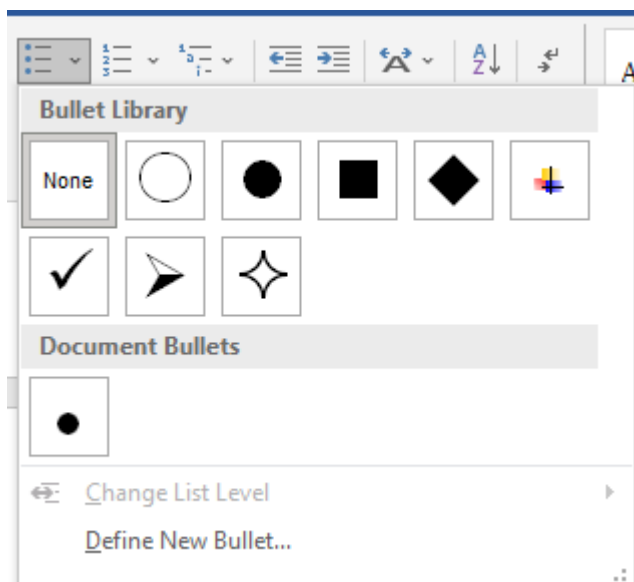 Bullet Library
None
Document Bullets
Change List Level
Define New Bullet...